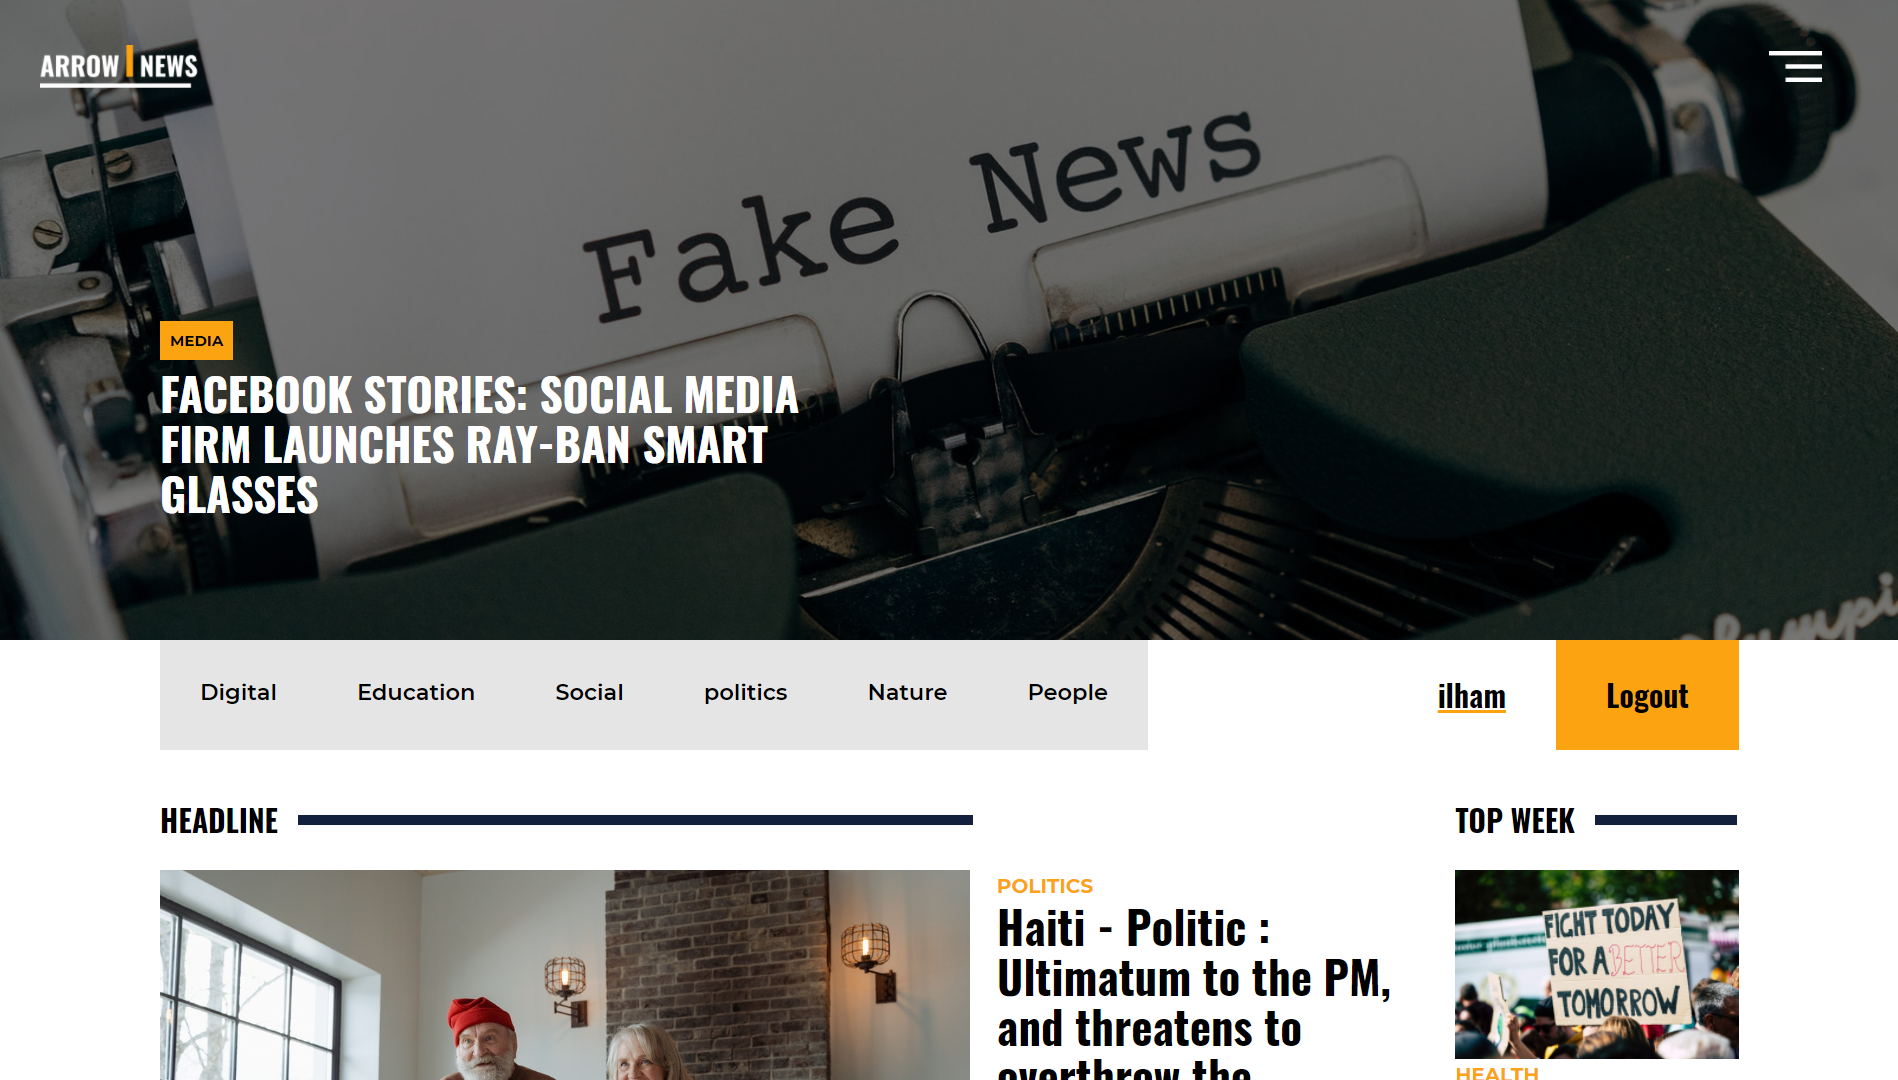 ARROW NEWS
Fake News
MEDIA
FACEBOOK STORIES: SOCIAL MEDIA
FIRM LAUNCHES RAY-BAN SMART
GLASSES
Digital Education Social politics Nature People
ilham
Logout
HEADLINE
POLITICS
Haiti - Politic :
Ultimatum to the PM,
and threatens to
overthrow the
TOP WEEK
FIGHT TODAY
FOR A BETTER
TOMORROW
HEALTH